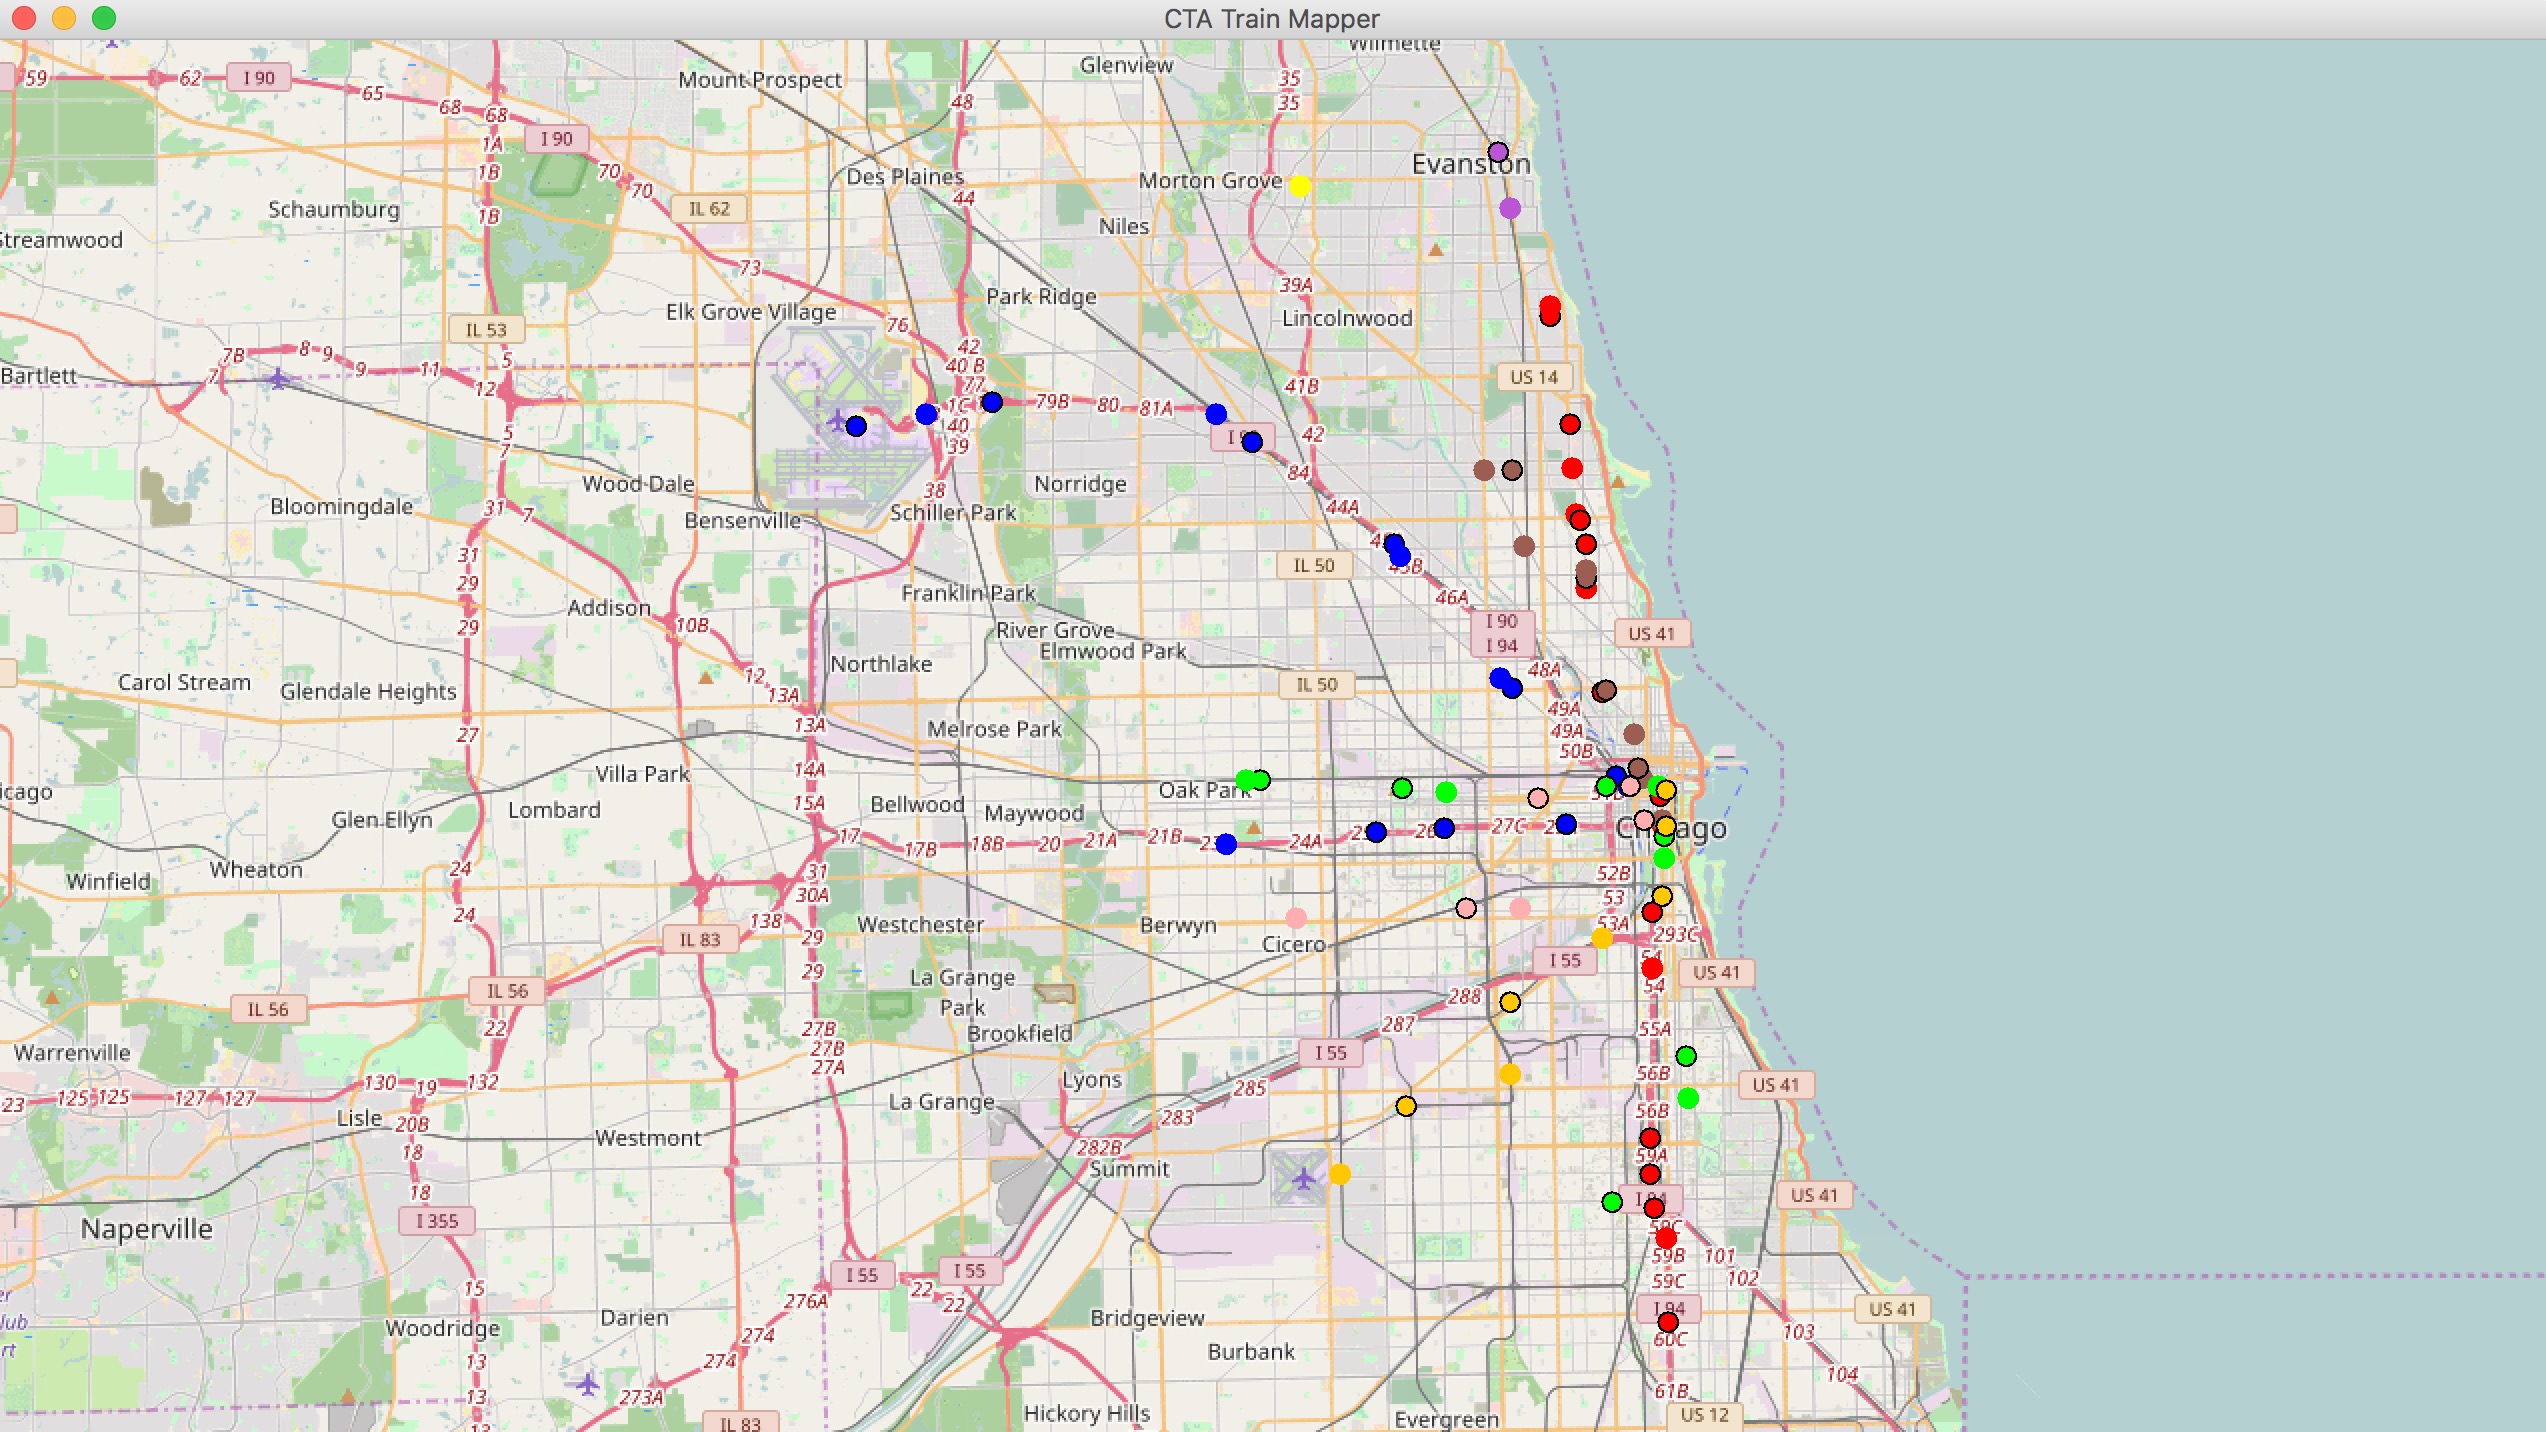 CTA Train Mapper
Wilmette
Glenview
Mount Prospect
59
62
I 90
65
68
68
48
35
35
I 90
1A
1B
70
70
Des Plaines
Morton Grove
Evanston
44
Schaumburg
1B
IL 62
Niles
Streamwood
73
39A
Park Ridge
Elk Grove Village
76
Lincolnwood
IL 53
42
7B
8
9
9
11
5
40 B
Bartlett
7
12
77
41B
US 14
1C
79B
80
81A
40
39
5
7
42
84
Wood Dale
38
Norridge
Bloomingdale
31
7
Bensenville
Schiller Park
44A
31
IL 50
29
Franklin Park
46A
Addison
29
10B
River Grove
Elmwood Park
I 90
I 94
US 41
Northlake
12
48A
Carol Stream
Glendale Heights
13A
IL 50
13A
49A
27
Melrose Park
49A
50B
14A
Villa Park
icago
Oak Park
15A
Bellwood
Maywood
Lombard
Glen Ellyn
17
17B
18B
20
21A
21B
24A
27C
Chicago
Wheaton
24
31
30A
52B
Winfield
53
24
138
Westchester
Berwyn
53A
IL 83
29
Cicero
293C
I 55
54
29
La Grange
Park
US 41
IL 56
IL 56
288
54
22
27B
Brookfield
287
55A
Warrenville
27B
27A
I 55
130
19
132
Lyons
285
56B
US 41
23
125
125
127
127
Lisle
20B
La Grange
283
56B
18
Westmont
282B
Summit
59A
18
US 41
Naperville
I 355
I 94
59C
59B
101
I 55
I 55
22
22
59C
102
15
276A
I 94
US 41
Woodridge
Darien
274
Bridgeview
60C
103
13
274
Burbank
104
13
273A
61B
13
IL 83
Hickory Hills
Evergreen
US 12